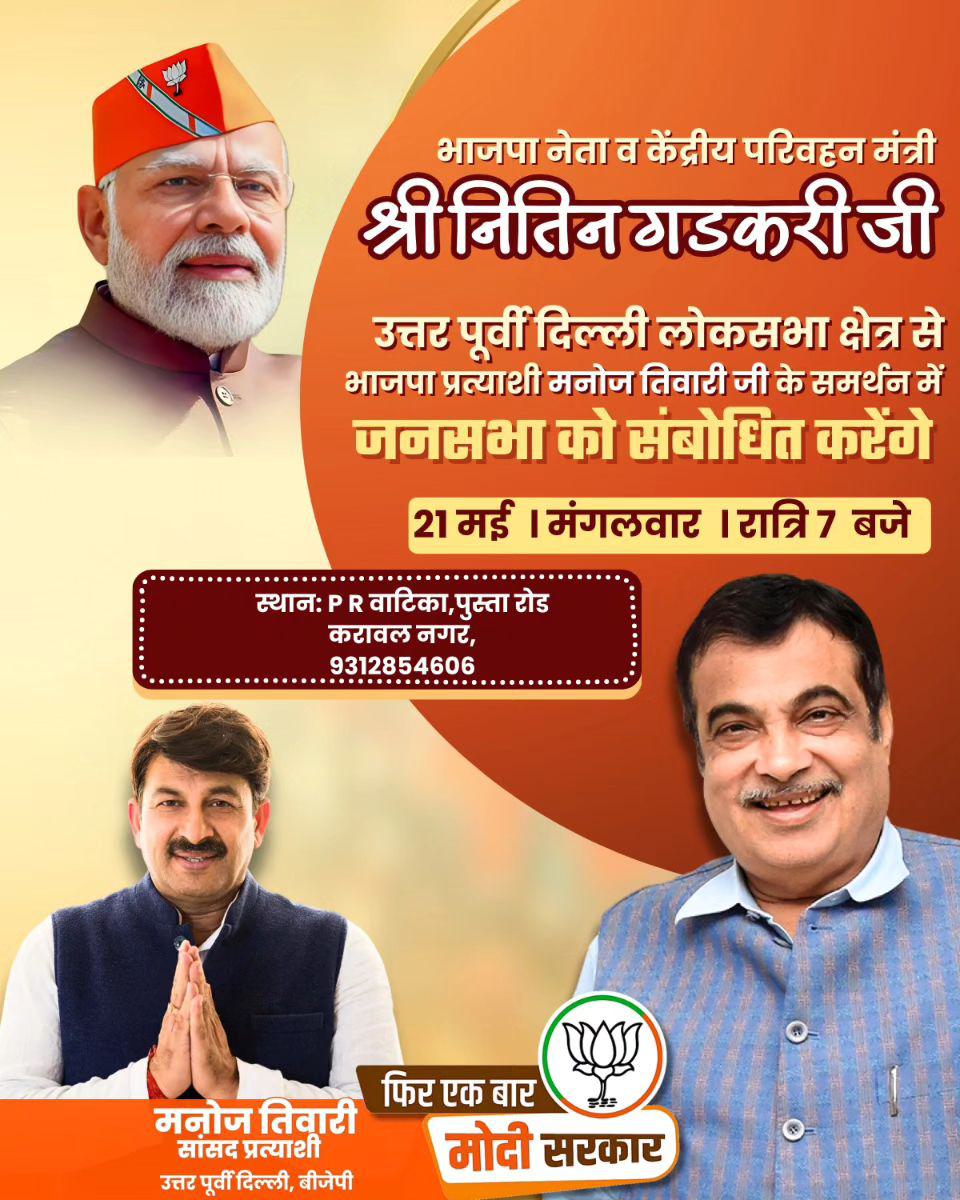 भाजपा नेता व केंद्रीय परिवहन मंत्री
श्री नितिन गडकरी जी
उत्तर पूर्वी दिल्ली लोकसभा क्षेत्र से
भाजपा प्रत्याशी मनोज तिवारी जी के समर्थन में
जनसभा को संबोधित करेंगे
21 मई । मंगलवार । रात्रि 7 बजे
स्थान: P R वाटिका,पुस्ता रोड
करावल नगर,
9312854606
मनोज तिवारी
सांसद प्रत्याशी
उत्तर पूर्वी दिल्ली, बीजेपी
फिर एक बार
मोदी सरकार